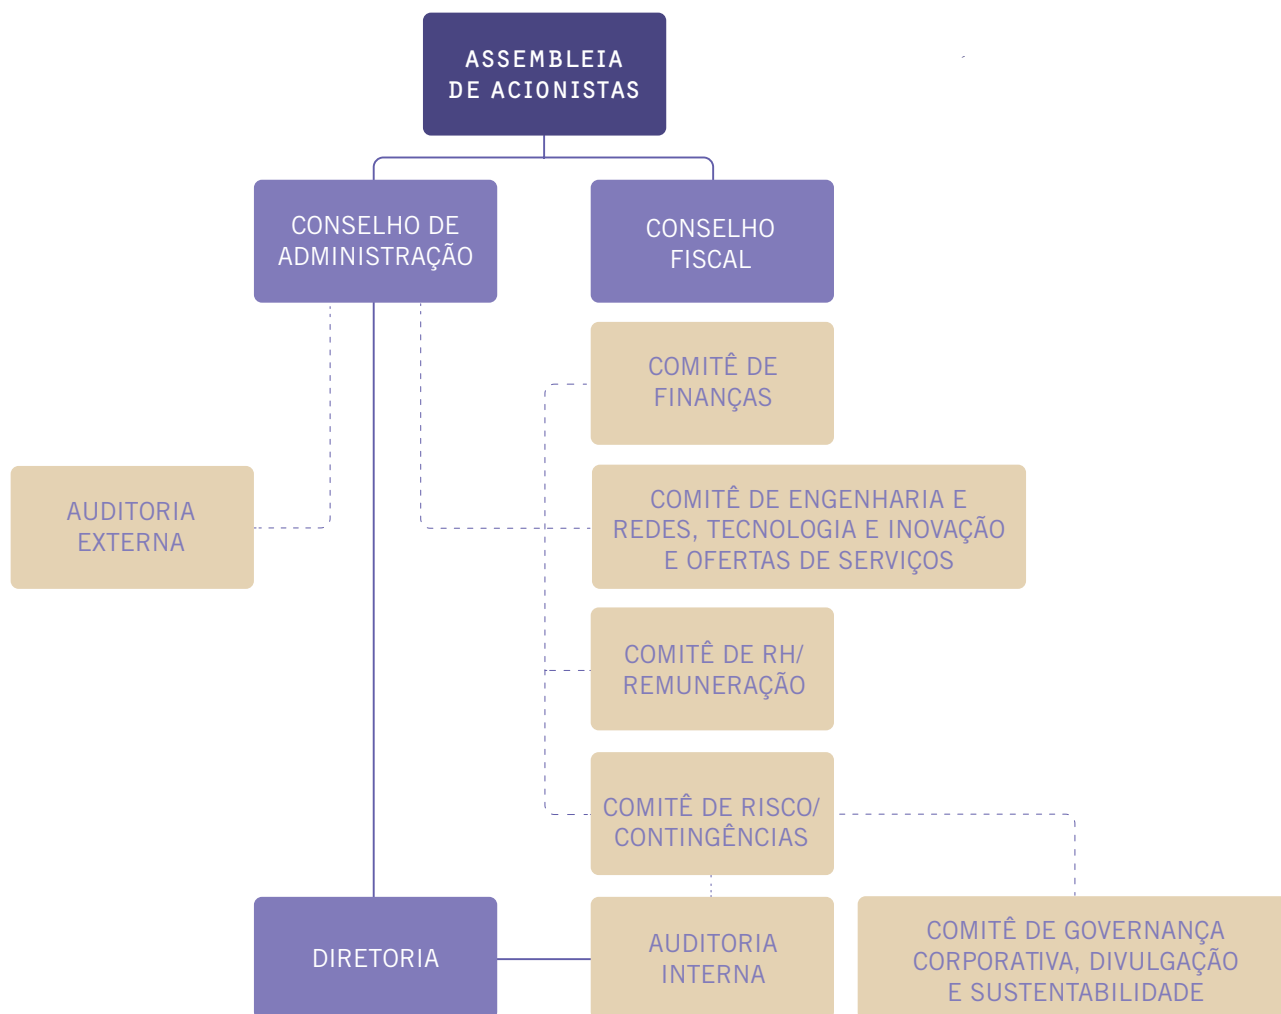 ASSEMBLEIA
DE ACIONISTAS
CONSELHO DE
ADMINISTRAÇÃO
CONSELHO
FISCAL
COMITÊ DE
FINANÇAS
AUDITORIA
EXTERNA
COMITÊ DE ENGENHARIA E
REDES, TECNOLOGIA E INOVAÇÃO
E OFERTAS DE SERVIÇOS
COMITÊ DE RH/
REMUNERAÇÃO
COMITÊ DE RISCO/
CONTINGÊNCIAS
DIRETORIA
AUDITORIA
INTERNA
COMITÊ DE GOVERNANÇA
CORPORATIVA, DIVULGAÇÃO
E SUSTENTABILIDADE